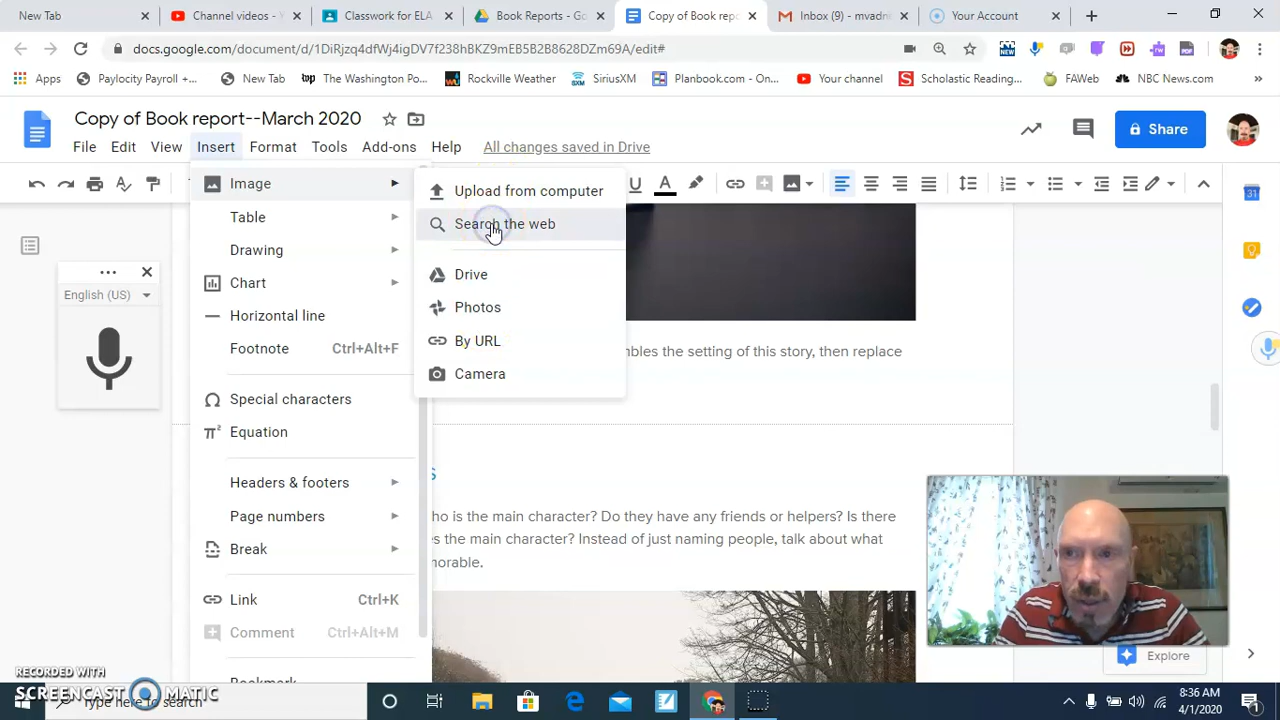 New Tab
Channel videos - Y
Classwork for ELA
Book Reports - Go
Copy of Book repor
Inbox (9) - mvadn
Your Account
docs.google.com/document/d/1DiRjzq4dfWj4igDV7f238hBKZ9mEB5B2B8628DZm69A/edit#
Apps
Paylocity Payroll +...
New Tab
The Washington Po...
Rockville Weather
SiriusXM
Planbook.com - On...
Your channel
Scholastic Reading...
FAWeb
NBC News.com
Copy of Book report--March 2020
Share
File Edit View Insert Format Tools Add-ons Help All changes saved in Drive
Image
Table
Drawing
Chart
Horizontal line
Footnote Ctrl+Alt+F
Special characters
Equation
Headers & footers
Page numbers
Break
Link Ctrl+K
Comment Ctrl+Alt+M
Upload from computer
Search the web
Drive
Photos
By URL
Camera
English (US)
bles the setting of this story, then replace
s
ho is the main character? Do they have any friends or helpers? Is there
es the main character? Instead of just naming people, talk about what
morable.
Explore
RECORDED WITH
SCREENCAST MATIC
Type here to search
8:36 AM
4/1/2020